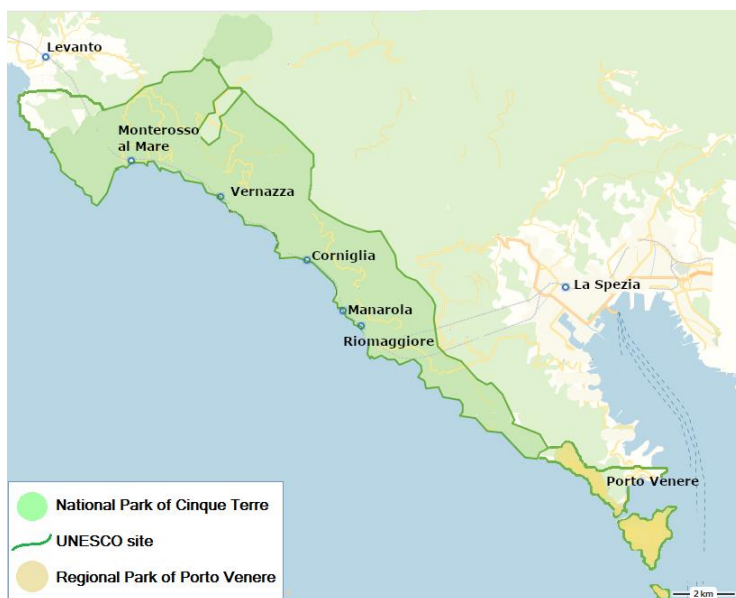 Levanto
Monterosso
al Mare
Vernazza
Corniglia
La Spezia
Manarola
Riomaggiore
Porto Venere
National Park of Cinque Terre
UNESCO site
Regional Park of Porto Venere
2 km